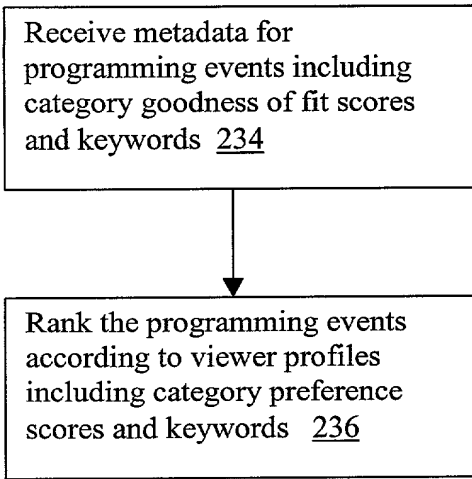 Receive metadata for
programming events including
category goodness of fit scores
and keywords 234
Rank the programming events
according to viewer profiles
including category preference
scores and keywords 236